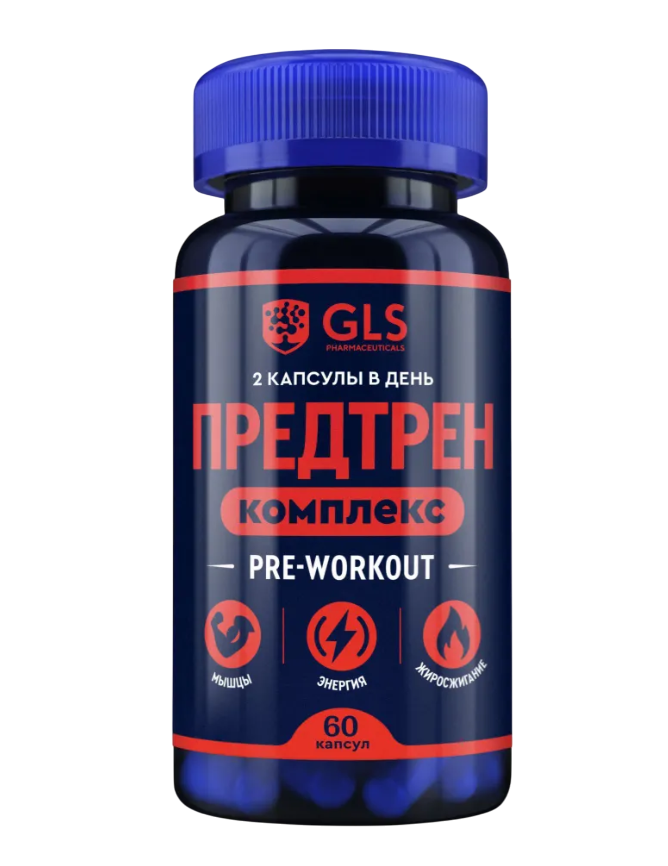 GLS
PHARMACEUTICALS
2 КАПСУЛЫ В ДЕНЬ
ПРЕДТРЕН
комплекс
PRE-WORKOUT
МЫШЦЫ
ЭНЕРГИЯ
ЖИРОСЖИГАНИЕ
60
капсул